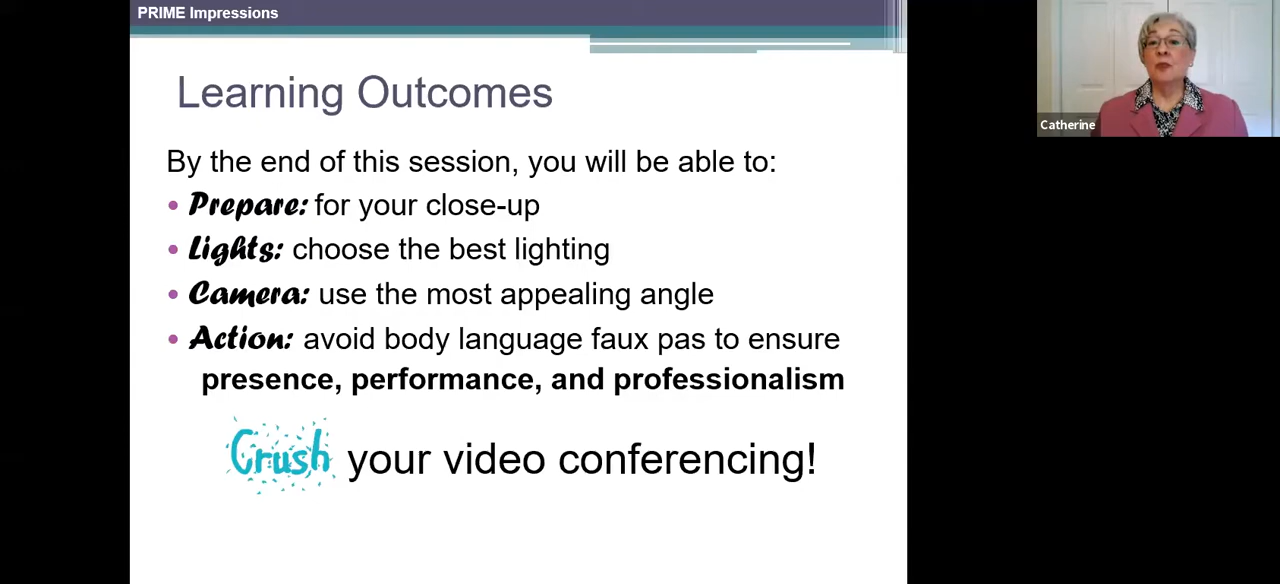 PRIME Impressions
Learning Outcomes
By the end of this session, you will be able to:
• Prepare: for your close-up
• Lights: choose the best lighting
• Camera: use the most appealing angle
• Action: avoid body language faux pas to ensure
presence, performance, and professionalism
Crush your video conferencing!
Catherine